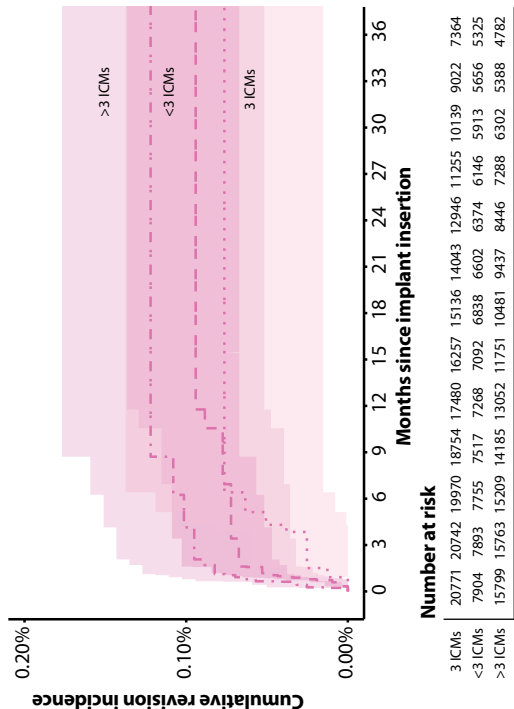 Cumulative revision incidence
0.20%
0.10%
0.00%
>3 ICMs
<3 ICMs
3 ICMs
0 3 6 9 12 15 18 21 24 27 30 33 36
Months since implant insertion
Number at risk
3 ICMs 20771 20742 19970 18754 17480 16257 15136 14043 12946 11255 10139 9022 7364
<3 ICMs 7904 7893 7755 7517 7268 7092 6838 6602 6374 6146 5913 5656 5325
>3 ICMs 15799 15763 15209 14185 13052 11751 10481 9437 8446 7288 6302 5388 4782